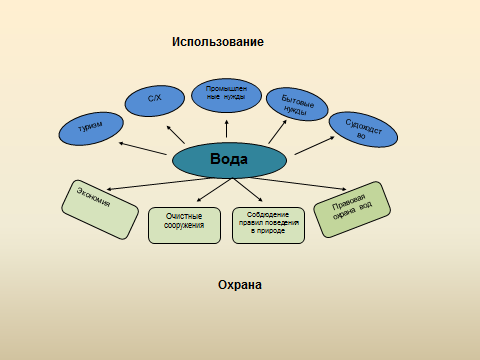 Использование
туризм
С/Х
Промышлен
ные нужды
Бытовые
нужды
Судоходст
во
Вода
Экономия
Очистные
сооружения
Соблюдение
правил поведения
в природе
Правовая
охрана вод
Охрана